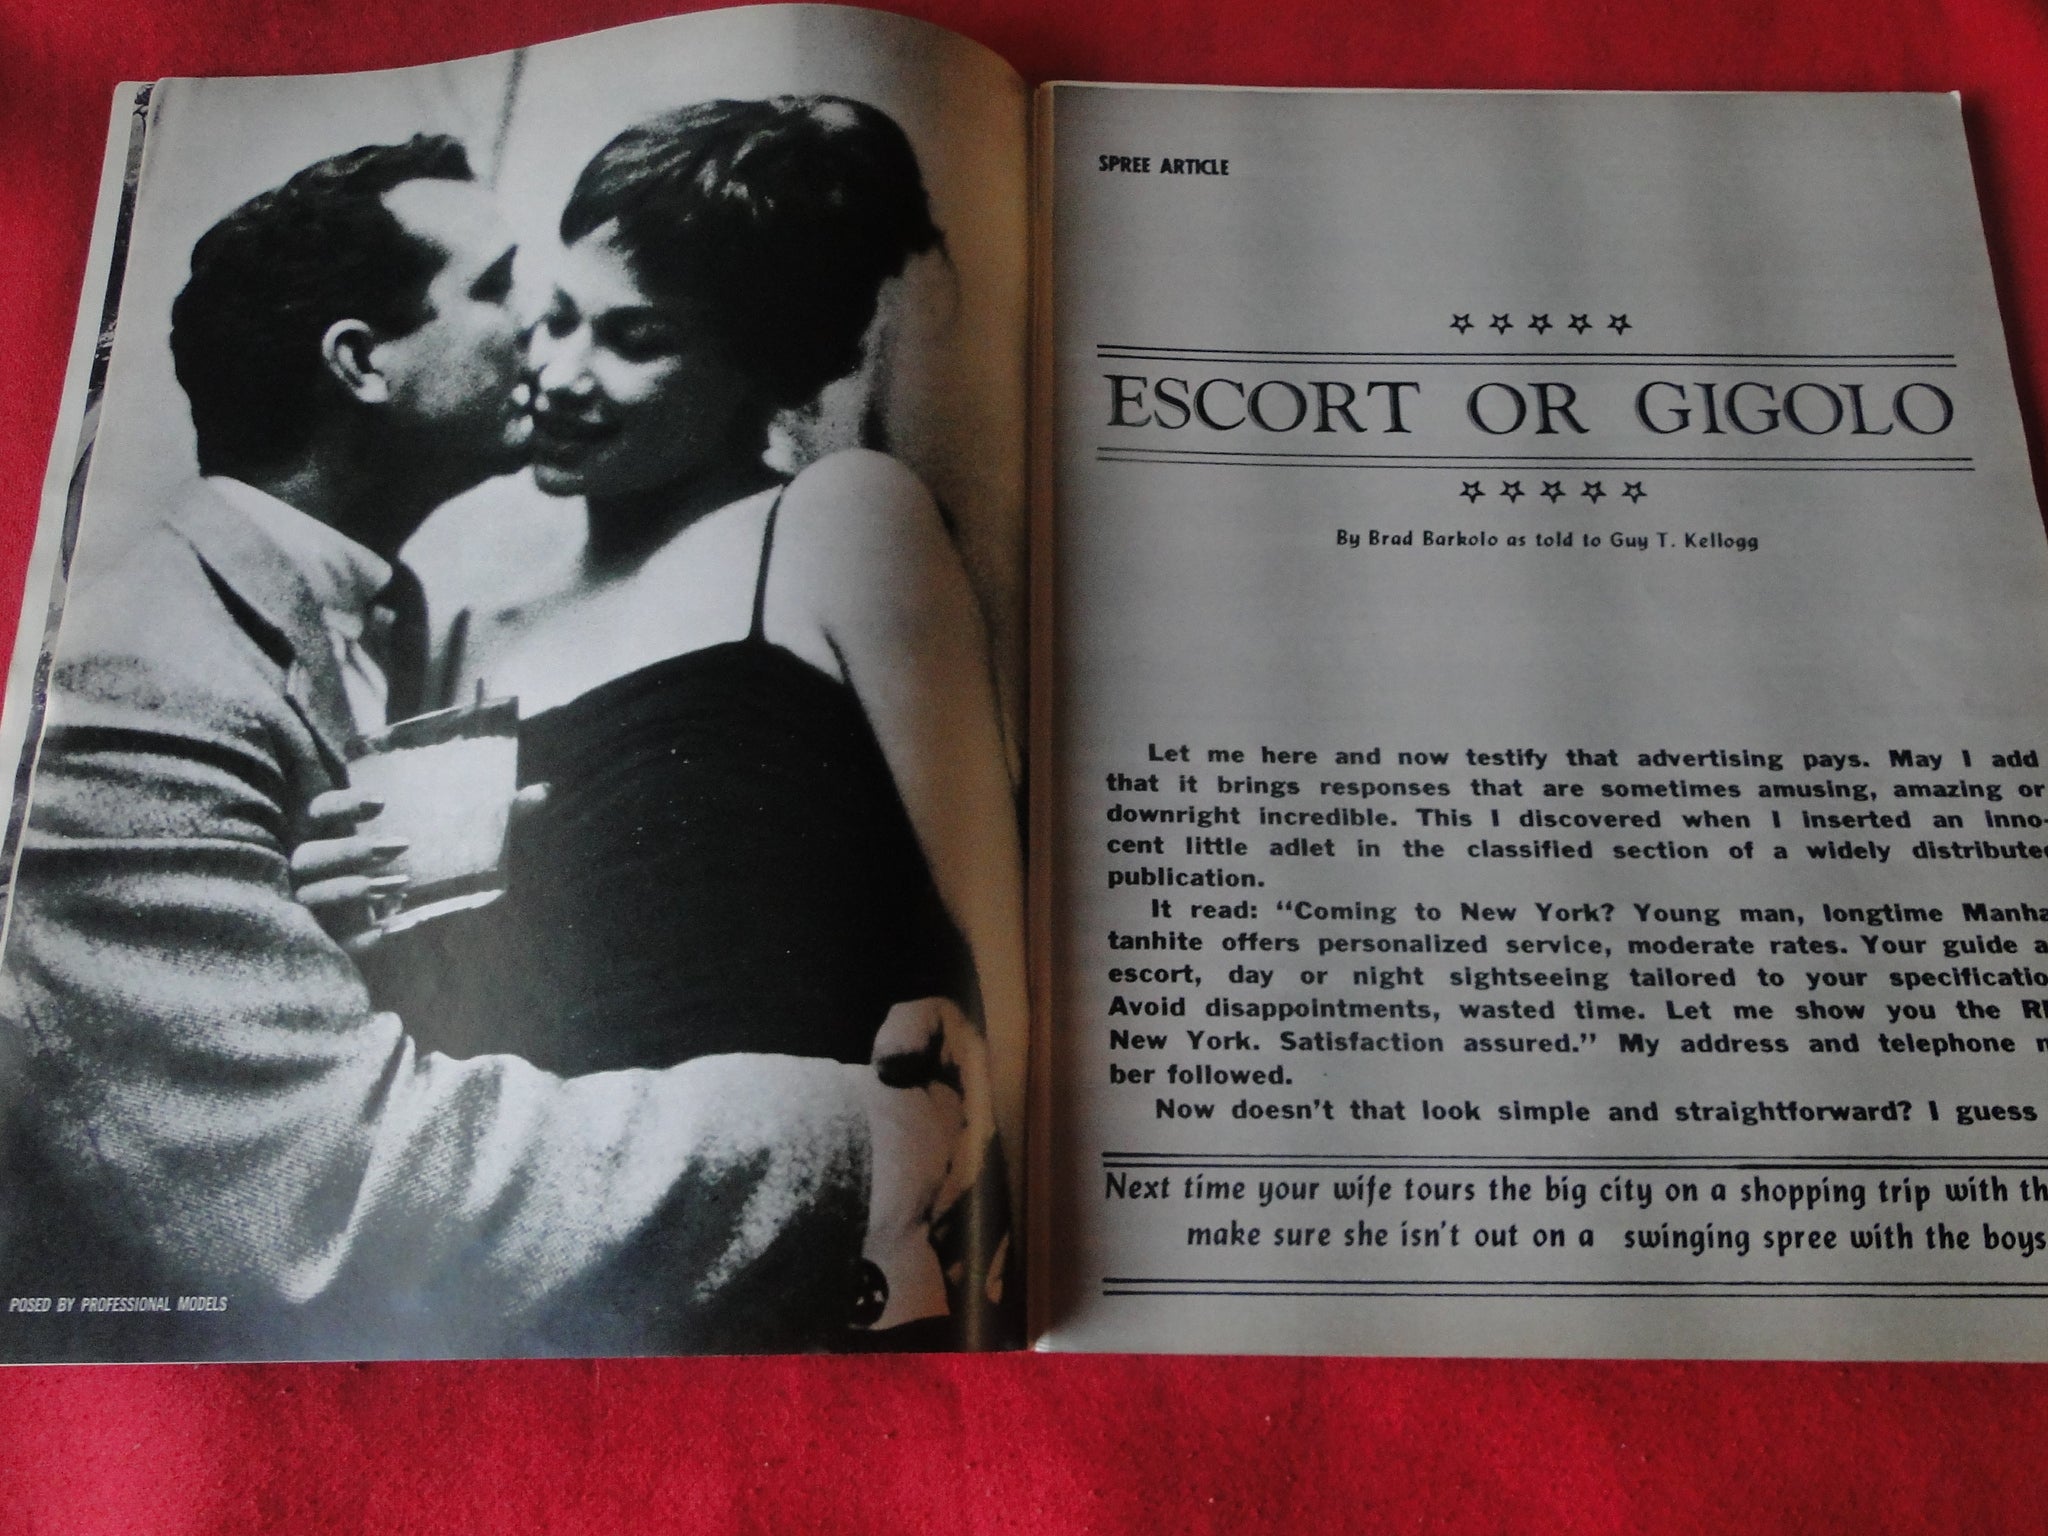 SPREE ARTICLE
ESCORT OR GIGOLO
By Brad Barkolo as told to Guy T. Kellogg
Let me here and now testify that advertising pays. May I add
that it brings responses that are sometimes amusing, amazing or
downright incredible. This I discovered when I inserted an inno-
cent little adlet in the classified section of a widely distribute
publication.
It read: “Coming to New York? Young man, longtime Manha
tanhite offers personalized service, moderate rates. Your guide a
escort, day or night sightseeing tailored to your specificatio
Avoid disappointments, wasted time. Let me show you the R
New York. Satisfaction assured.” My address and telephone n
ber followed.
Now doesn't that look simple and straightforward? I guess
Next time your wife tours the big city on a shopping trip with th
make sure she isn't out on a swinging spree with the boys
POSED BY PROFESSIONAL MODELS